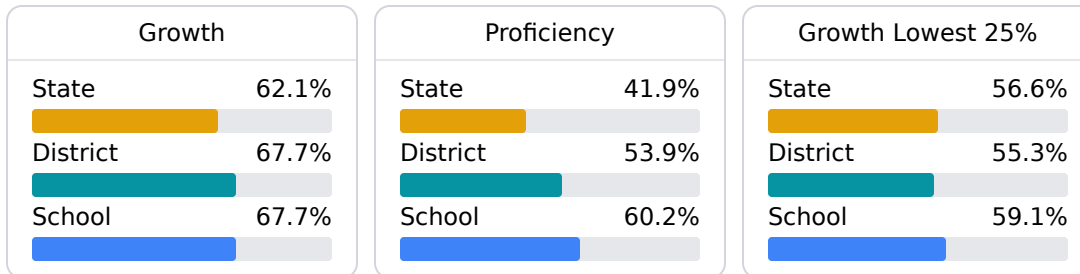 Growth
State 62.1%
District 67.7%
School 67.7%
Proficiency
State 41.9%
District 53.9%
School 60.2%
Growth Lowest 25%
State 56.6%
District 55.3%
School 59.1%